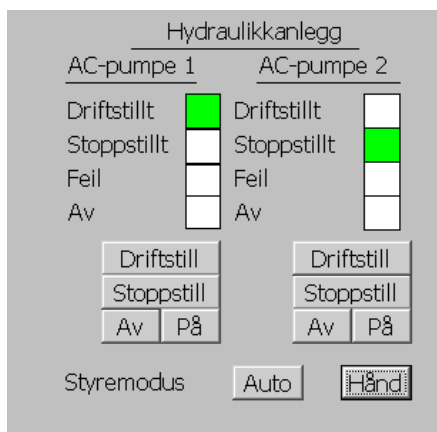 Hydraulikkanlegg
AC-pumpe 1 AC-pumpe 2
Driftstillt Driftstillt
Stoppstillt Stoppstillt
Feil Feil
Av Av
Driftstill Driftstill
Stoppstill Stoppstill
Av På Av På
Styremodus Auto Hånd